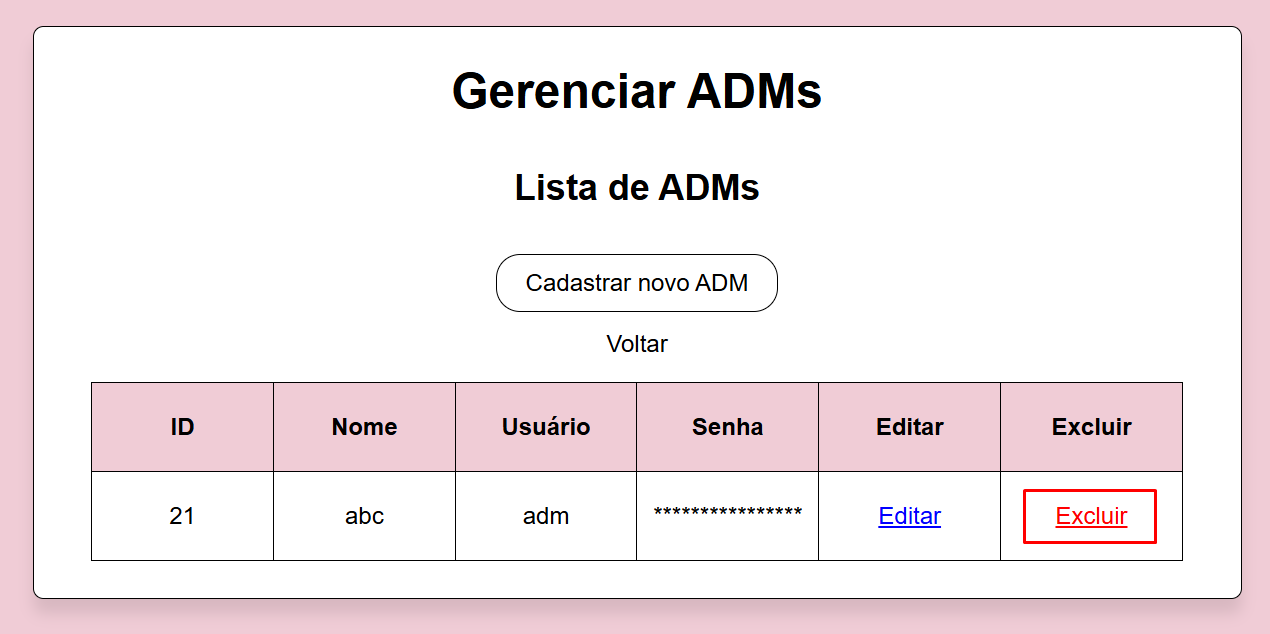 Gerenciar ADMs
Lista de ADMs
Cadastrar novo ADM
Voltar
ID Nome Usuário Senha Editar Excluir
21 abc adm **************** Editar Excluir